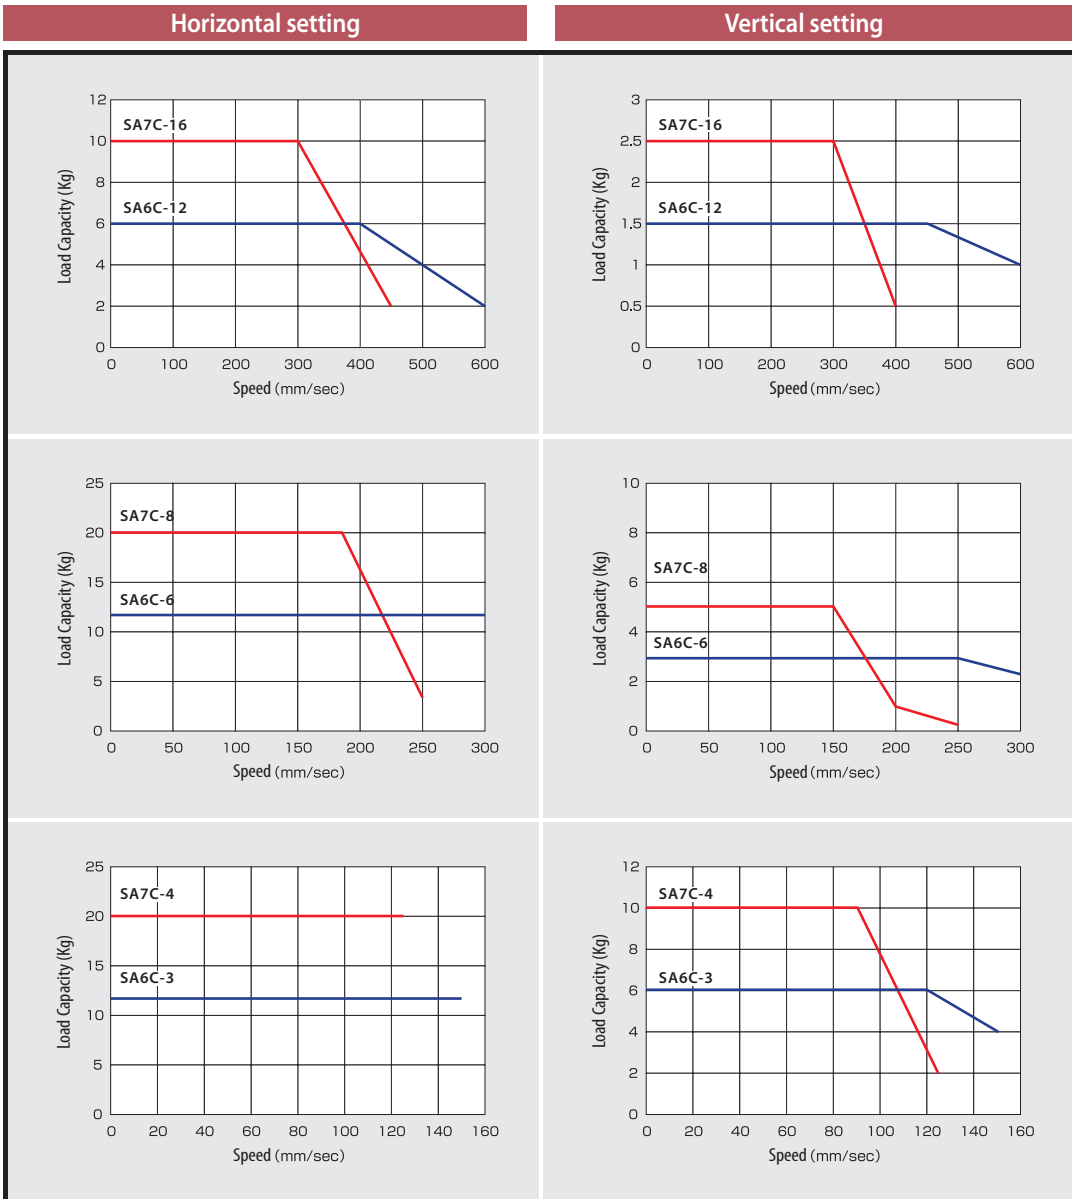 Horizontal setting
Vertical setting
12
10
8
6
4
2
0
Load Capacity (Kg)
SA7C-16
SA6C-12
0 100 200 300 400 500 600
Speed (mm/sec)
3
2.5
2
1.5
1
0.5
0
Load Capacity (Kg)
SA7C-16
SA6C-12
0 100 200 300 400 500 600
Speed (mm/sec)
25
20
15
10
5
0
Load Capacity (Kg)
SA7C-8
SA6C-6
0 50 100 150 200 250 300
Speed (mm/sec)
10
8
6
4
2
0
Load Capacity (Kg)
SA7C-8
SA6C-6
0 50 100 150 200 250 300
Speed (mm/sec)
25
20
15
10
5
0
Load Capacity (Kg)
SA7C-4
SA6C-3
0 20 40 60 80 100 120 140 160
Speed (mm/sec)
12
10
8
6
4
2
0
Load Capacity (Kg)
SA7C-4
SA6C-3
0 20 40 60 80 100 120 140 160
Speed (mm/sec)